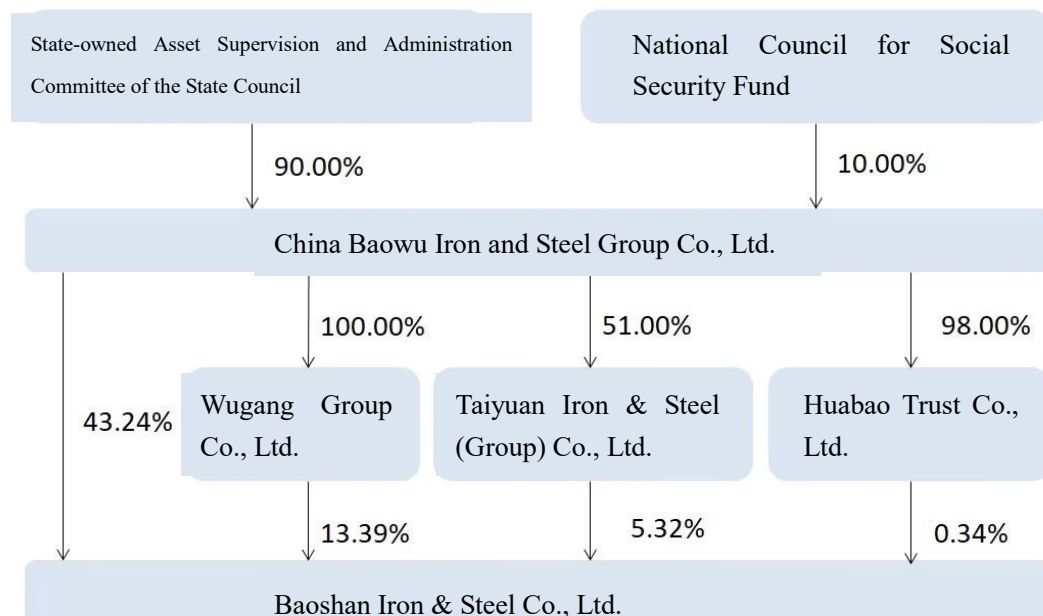 State-owned Asset Supervision and Administration
Committee of the State Council
National Council for Social
Security Fund
90.00%
10.00%
China Baowu Iron and Steel Group Co., Ltd.
100.00%
51.00%
98.00%
43.24%
Wugang Group
Co., Ltd.
Taiyuan Iron & Steel
(Group) Co., Ltd.
Huabao Trust Co.,
Ltd.
13.39%
5.32%
0.34%
Baoshan Iron & Steel Co., Ltd.